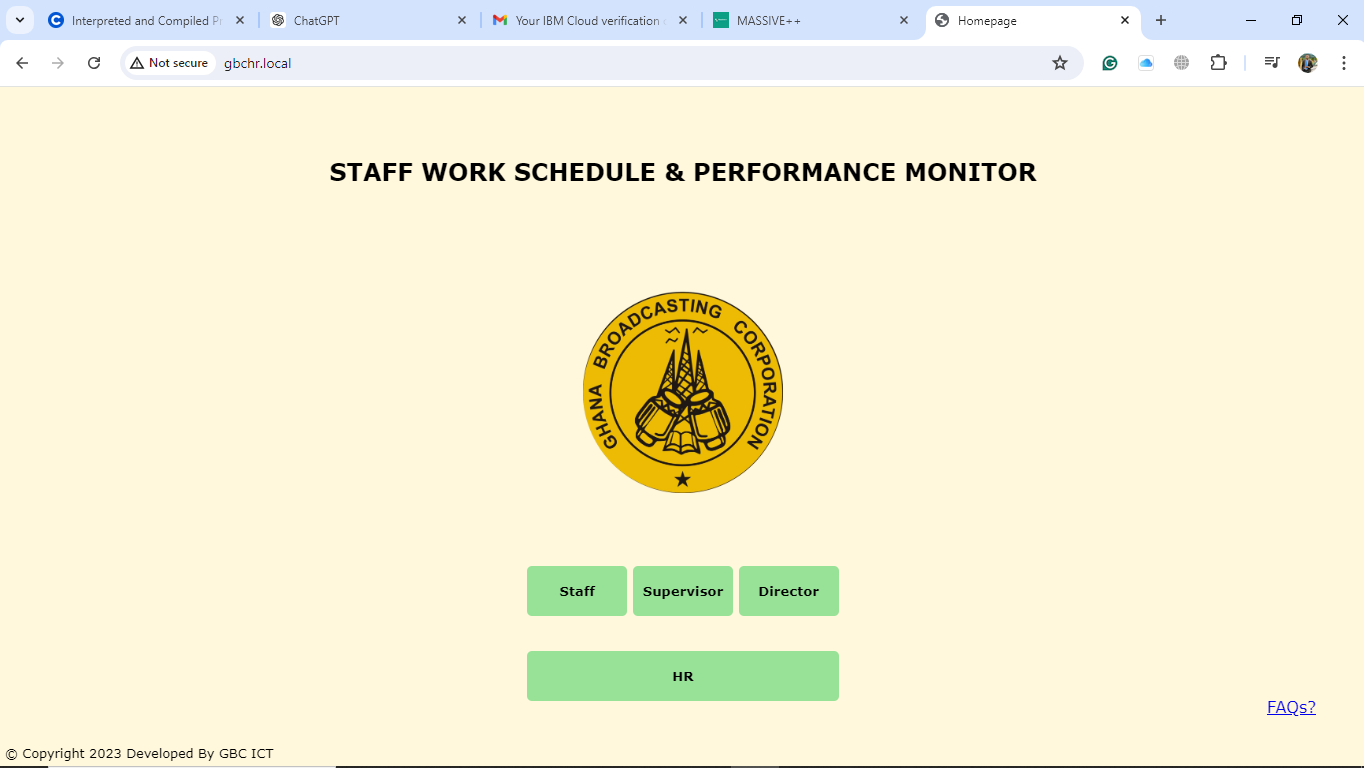 Interpreted and Compiled Pr
ChatGPT
Your IBM Cloud verification
MASSIVE++
Homepage
Not secure
gbchr.local
STAFF WORK SCHEDULE & PERFORMANCE MONITOR
GHANA BROADCASTING CORPORATION
Staff
Supervisor
Director
HR
FAQs?
© Copyright 2023 Developed By GBC ICT